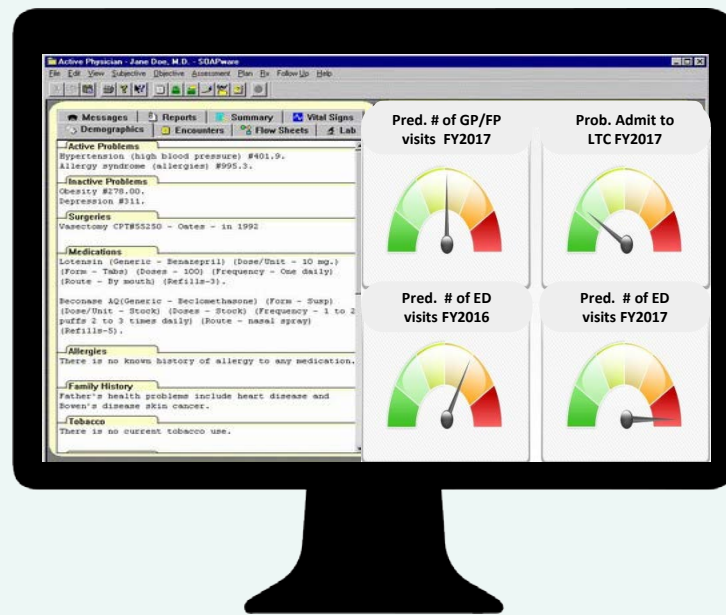 Active Physician - Jane Doe, M.D. - SOAPware
File Edit View Subjective Objective Assessment Plan Rx Follow Up Help
Messages Reports Summary Vital Signs
Demographics Encounters Flow Sheets Lab
Active Problems
Hypertension (high blood pressure) #401.9.
Allergy syndrome (allergies) #995.3.
Inactive Problems
Obesity #278.00.
Depression #311.
Surgeries
Vasectomy CPT#55250 - Oates - in 1992
Medications
Lotensin (Generic - Benazepril) (Dose/Unit - 10 mg.)
(Form - Tabs) (Doses - 100) (Frequency - One daily)
(Route - By mouth) (Refills-3).
Beconase AQ(Generic - Beclomethasone) (Form - Susp)
(Dose/Unit - Stock) (Doses - Stock) (Frequency - 1 to 2
puffs 2 to 3 times daily) (Route - nasal spray)
(Refills-5).
Allergies
There is no known history of allergy to any medication.
Family History
Father's health problems include heart disease and
Bowen's disease skin cancer.
Tobacco
There is no current tobacco use.
Pred. # of GP/FP
visits FY2017
Prob. Admit to
LTC FY2017
Pred. # of ED
visits FY2016
Pred. # of ED
visits FY2017